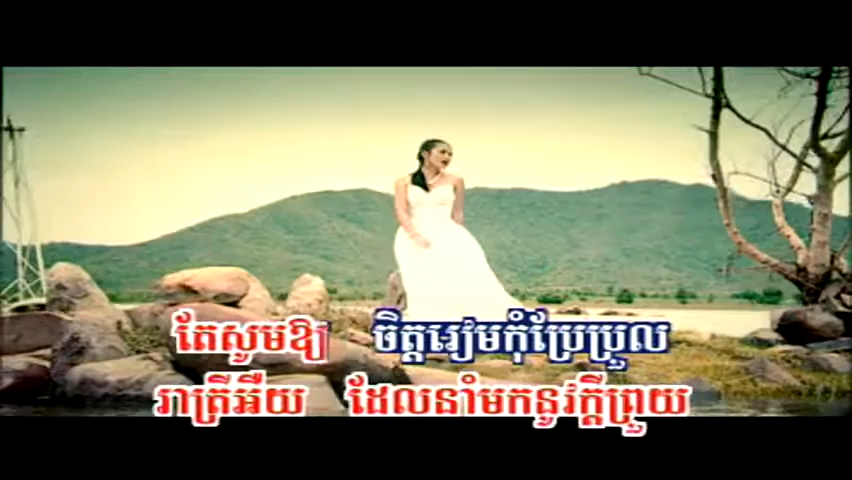 តែសូមឱ្យ ចិត្តរៀមកុំប្រែប្រួល
រាត្រីអើយ ដែលនាំមកនូវក្ដីព្រួយ